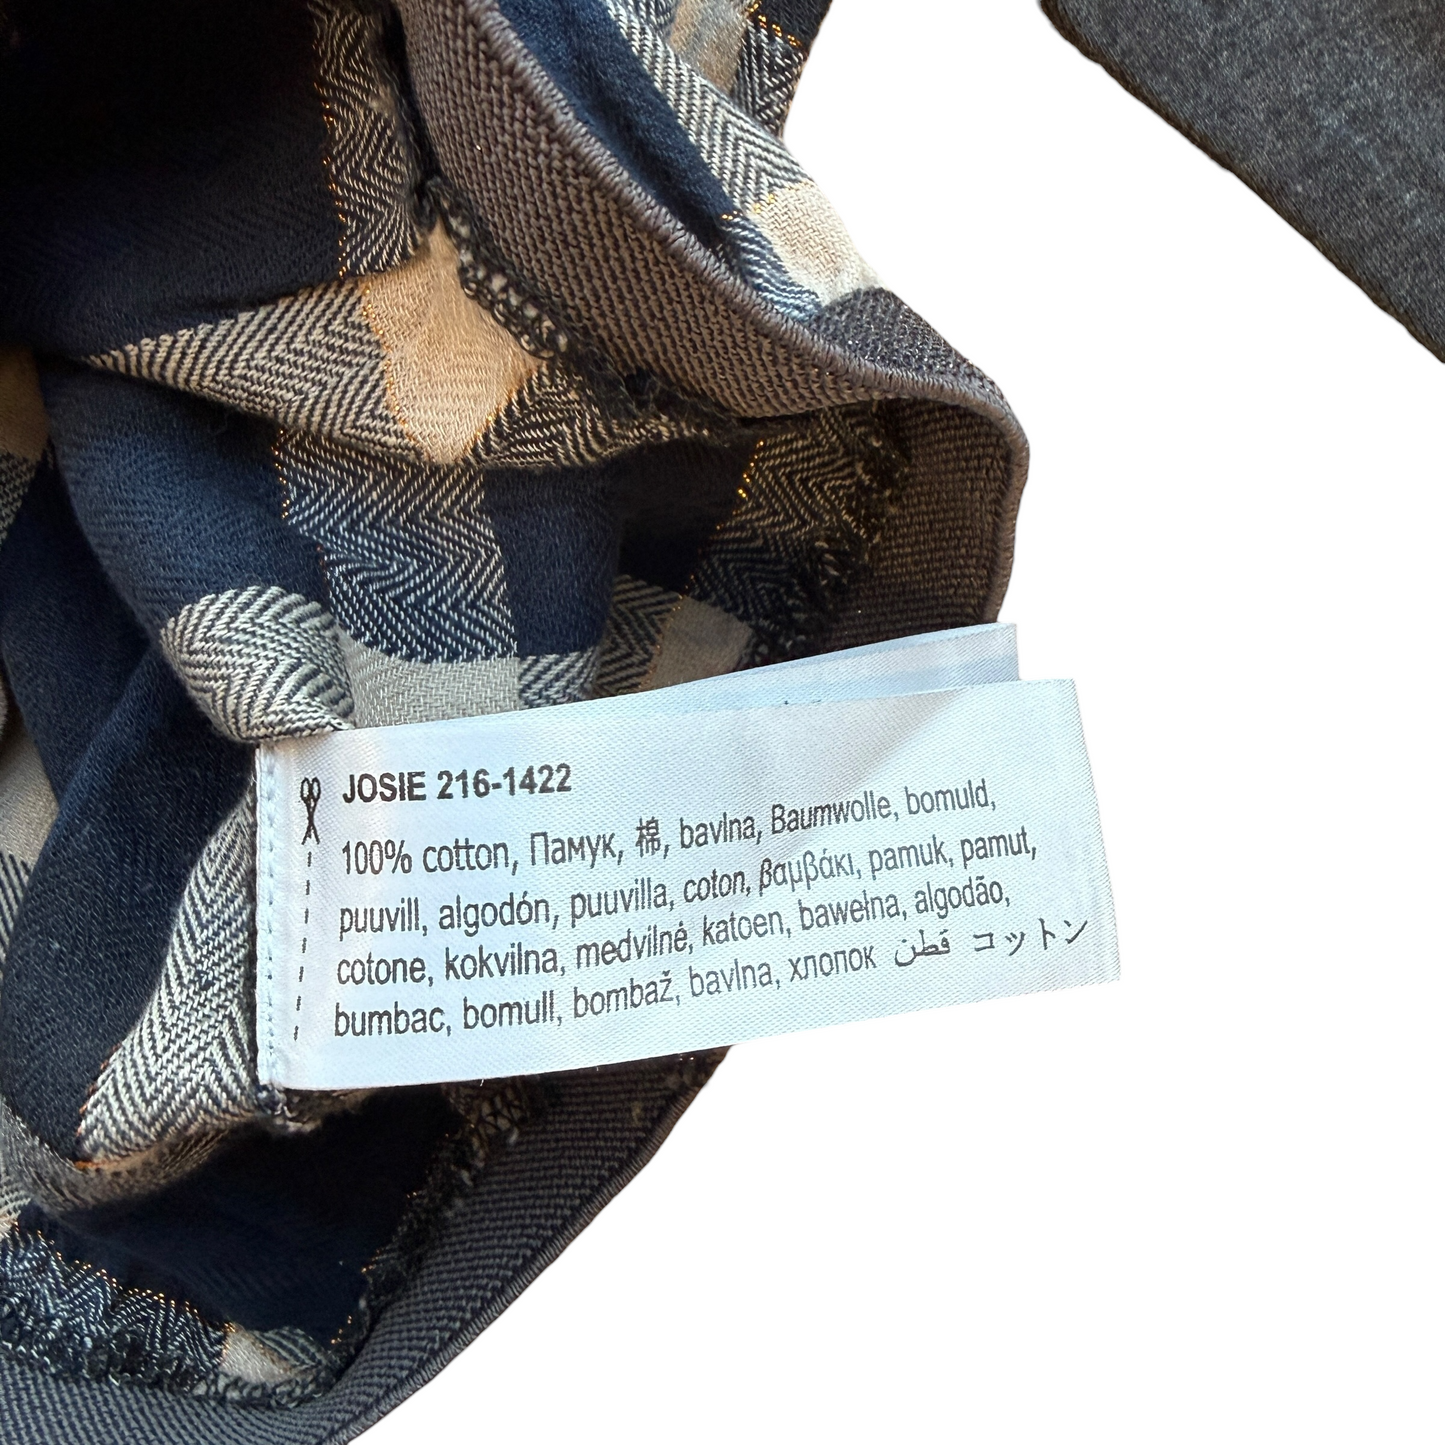 JOSIE 216-1422
100% cotton, Памук, 棉, bavlna, Baumwolle, bomuld,
puuvill, algodón, puuvilla, coton, βαμβάκι, pamuk, pamut,
cotone, kokvilna, medvilnė, katoen, bawełna, algodão,
bumbac, bomull, bombaž, bavlna, хлопок قطن コットン